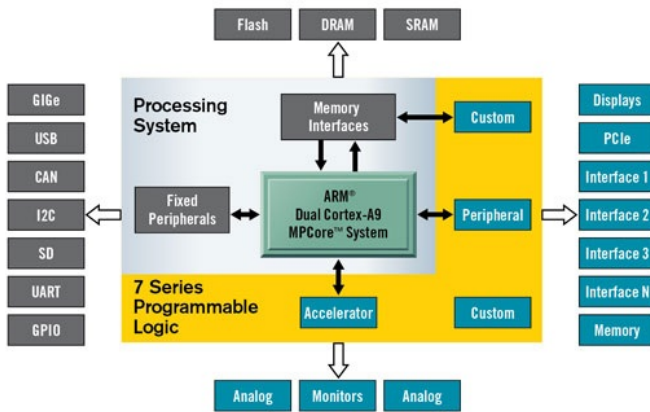 Flash
DRAM
SRAM
GIGe
USB
CAN
I2C
SD
UART
GPIO
Processing
System
Memory
Interfaces
Custom
Fixed
Peripherals
ARM®
Dual Cortex-A9
MPCore™ System
Peripheral
7 Series
Programmable
Logic
Accelerator
Custom
Displays
PCIe
Interface 1
Interface 2
Interface 3
Interface N
Memory
Analog
Monitors
Analog